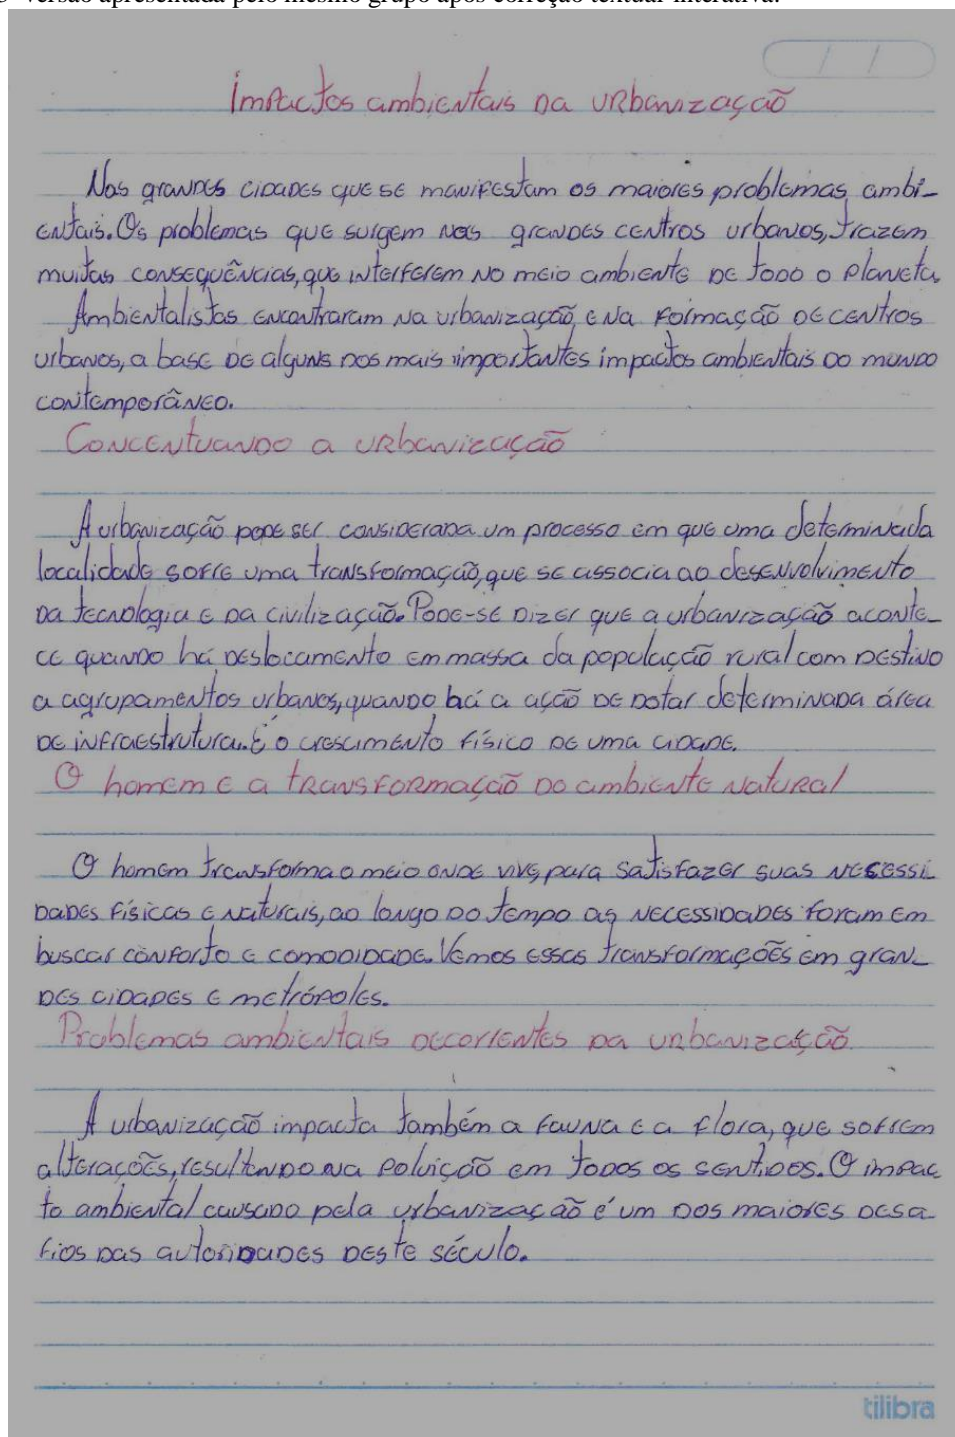 versão apresentada pelo mesmo grupo após correção textual interativa.
Impactos ambientais da urbanização
Nas grandes cidades que se manifestam os maiores problemas ambi-
entais. Os problemas que surgem nos grandes centros urbanos, trazem
muitas consequências, que interferem no meio ambiente de todo o planeta.
Ambientalistas encontraram na urbanização, e na formação de centros
urbanos, a base de alguns dos mais importantes impactos ambientais do mundo
contemporâneo.
Concentuando a urbanização
A urbanização pode ser considerada um processo em que uma determinada
localidade sofre uma transformação, que se associa ao desenvolvimento
da tecnologia e da civilização. Pode-se dizer que a urbanização aconte-
ce quando há deslocamento em massa da população rural com destino
a agrupamentos urbanos, quando há a ação de dotar determinada área
de infraestrutura. É o crescimento físico de uma cidade.
O homem e a transformação do ambiente natural
O homem transforma o meio onde vive, para satisfazer suas necessi
dades físicas e naturais, ao longo do tempo as necessidades foram em
buscar conforto e comodidade. Vemos essas transformações em gran-
des cidades e metrópoles.
Problemas ambientais decorrentes da urbanização.
A urbanização impacta também a fauna e a flora, que sofrem
alterações, resultando na poluição em todos os sentidos. O impac
to ambiental causado pela urbanização é um dos maiores desa-
fios das autoridades deste século.
tilibra